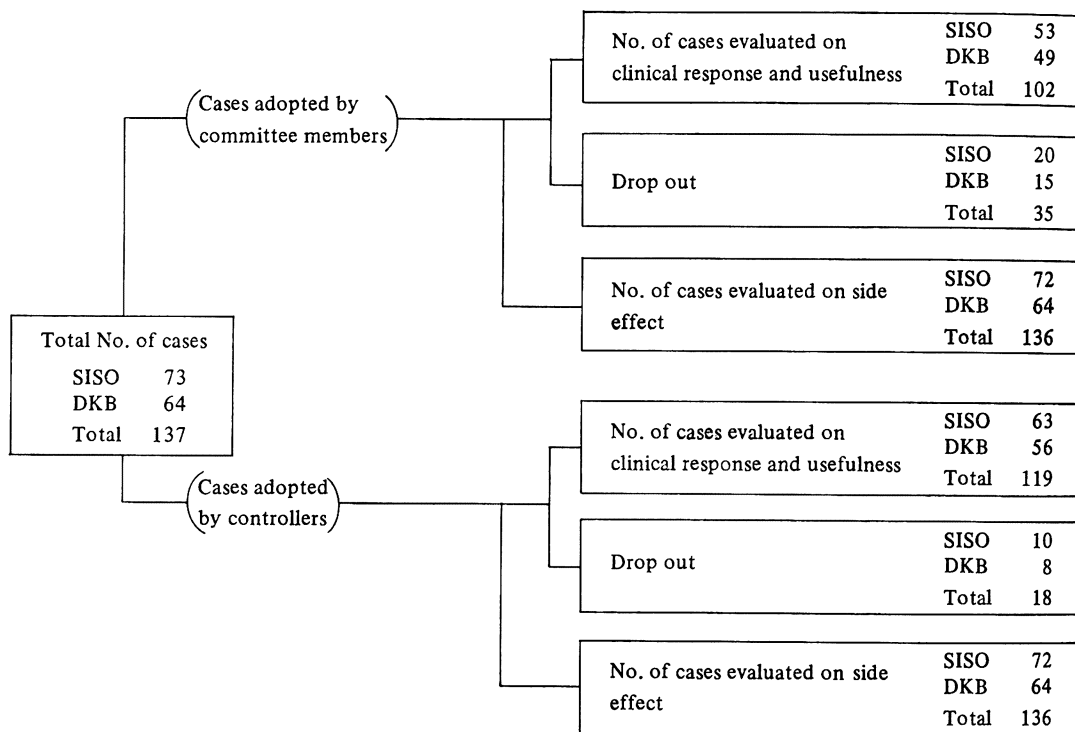 Total No. of cases
SISO 73
DKB 64
Total 137
(Cases adopted by
committee members)
No. of cases evaluated on
clinical response and usefulness
SISO 53
DKB 49
Total 102
Drop out
SISO 20
DKB 15
Total 35
No. of cases evaluated on side
effect
SISO 72
DKB 64
Total 136
(Cases adopted
by controllers)
No. of cases evaluated on
clinical response and usefulness
SISO 63
DKB 56
Total 119
Drop out
SISO 10
DKB 8
Total 18
No. of cases evaluated on side
effect
SISO 72
DKB 64
Total 136